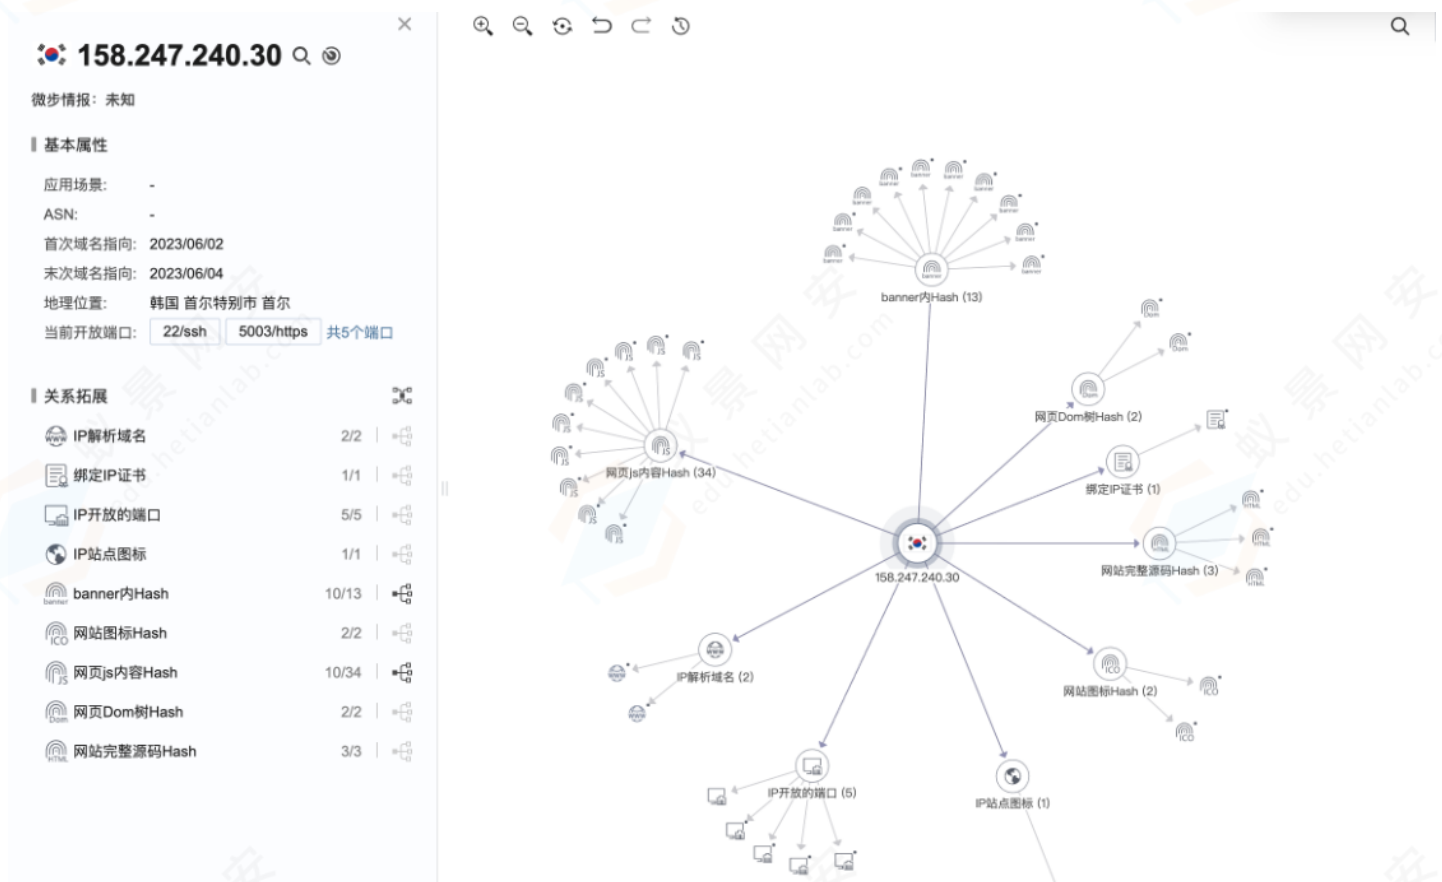 158.247.240.30
微步情报：未知
基本属性
应用场景: -
ASN: -
首次域名指向: 2023/06/02
末次域名指向: 2023/06/04
地理位置: 韩国 首尔特别市 首尔
当前开放端口: 22/ssh 5003/https 共5个端口
关系拓展
IP解析域名 2/2
绑定IP证书 1/1
IP开放的端口 5/5
IP站点图标 1/1
banner内Hash 10/13
网站图标Hash 2/2
网页js内容Hash 10/34
网页Dom树Hash 2/2
网站完整源码Hash 3/3
banner内Hash (13)
网页Dom树Hash (2)
网页js内容Hash (34)
绑定IP证书 (1)
网站完整源码Hash (3)
158.247.240.30
IP解析域名 (2)
网站图标Hash (2)
IP开放的端口 (5)
IP站点图标 (1)
蚁景网安
edu.hetianlab.com